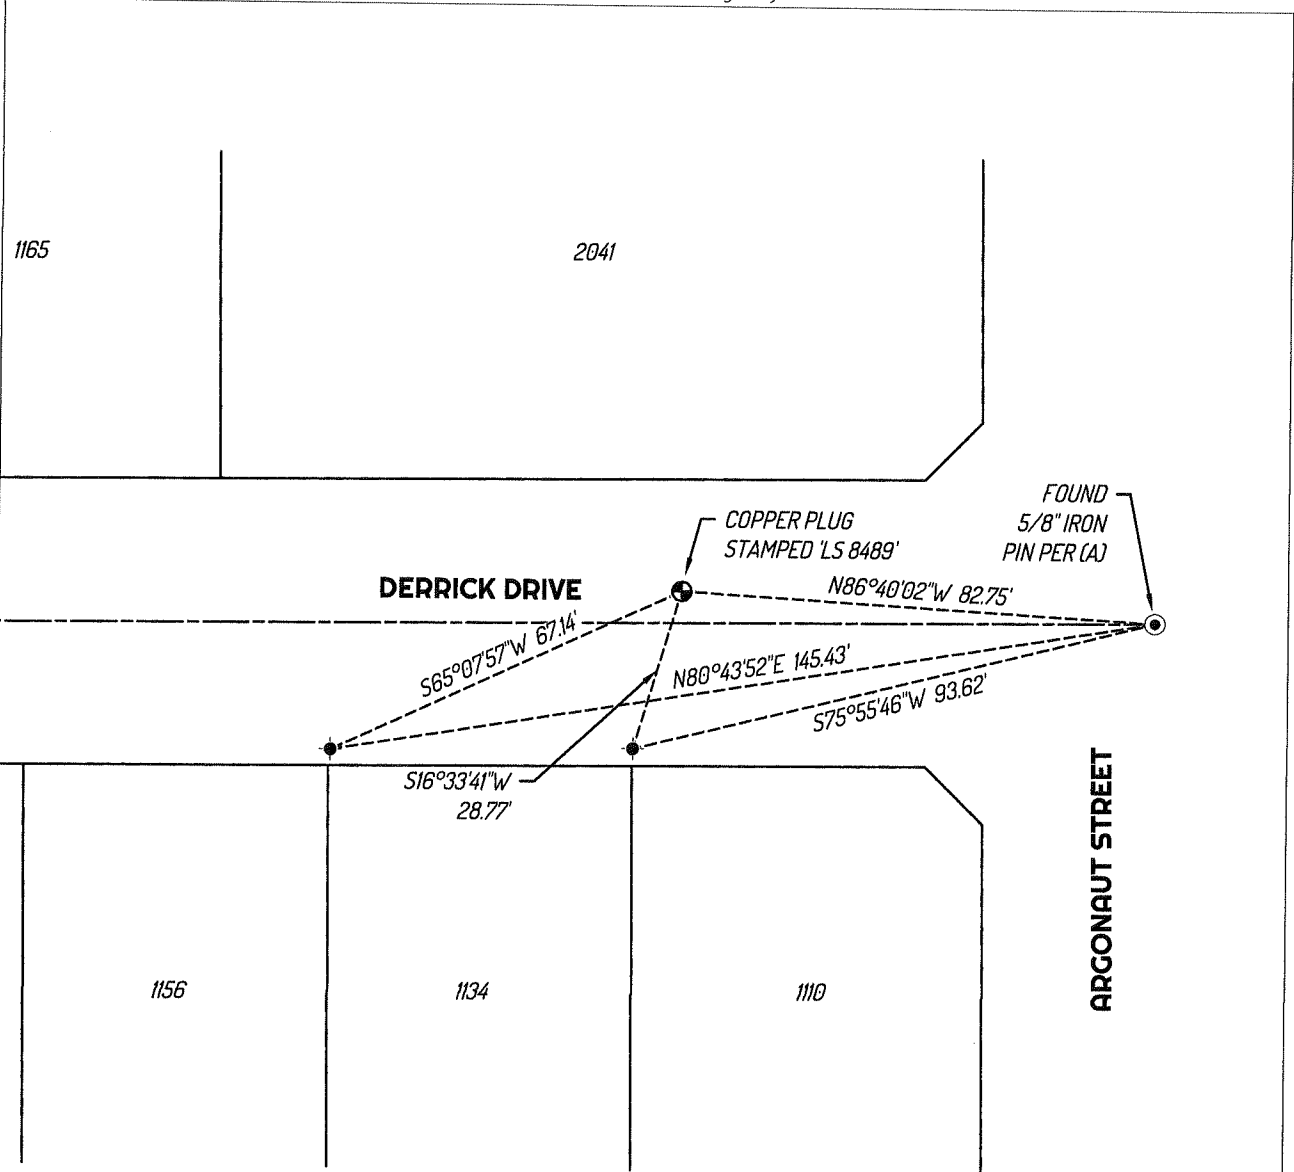 1165
2041
FOUND
5/8" IRON
PIN PER (A)
COPPER PLUG
STAMPED 'LS 8489'
DERRICK DRIVE
N86°40'02"W 82.75'
S65°07'57"W 67.14'
N80°43'52"E 145.43'
S75°55'46"W 93.62'
S16°33'41"W
28.77'
ARGONAUT STREET
1156
1134
1110